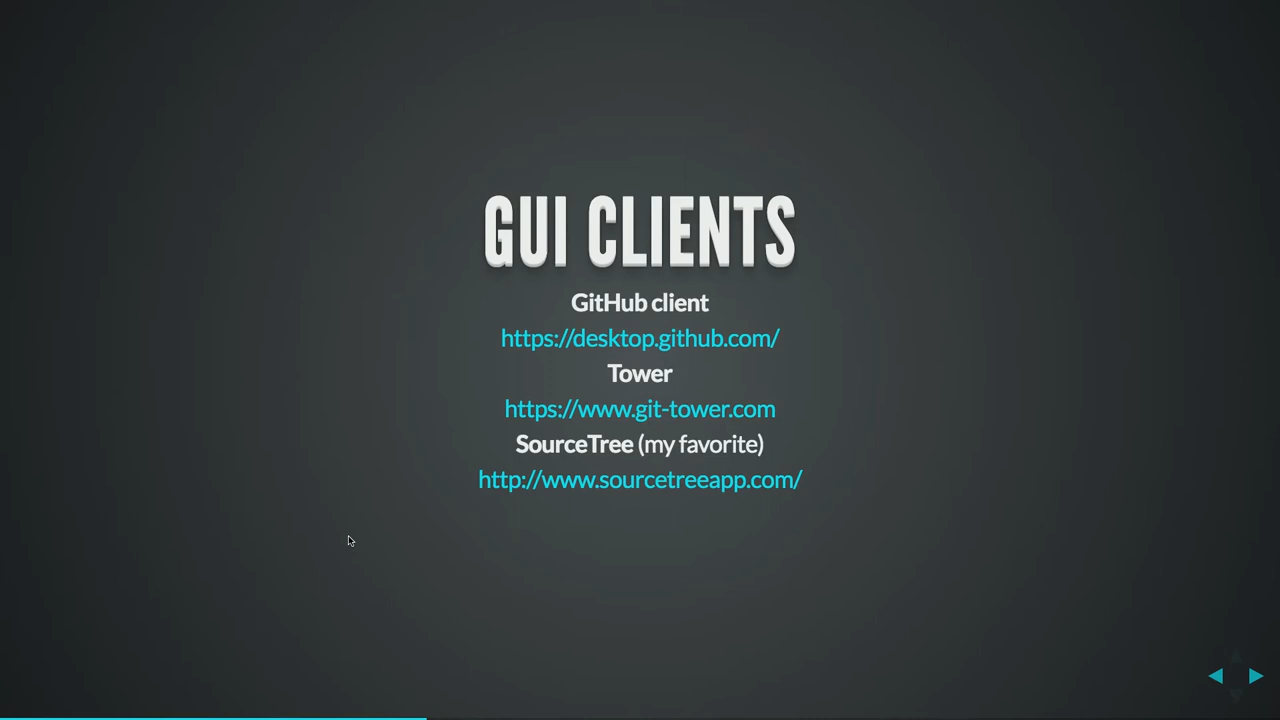 GUI CLIENTS
GitHub client
https://desktop.github.com/
Tower
https://www.git-tower.com
SourceTree (my favorite)
http://www.sourcetreeapp.com/